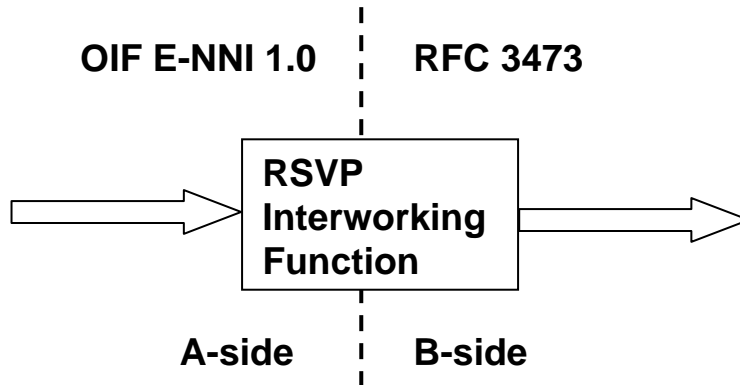 OIF E-NNI 1.0
RFC 3473
RSVP
Interworking
Function
A-side
B-side